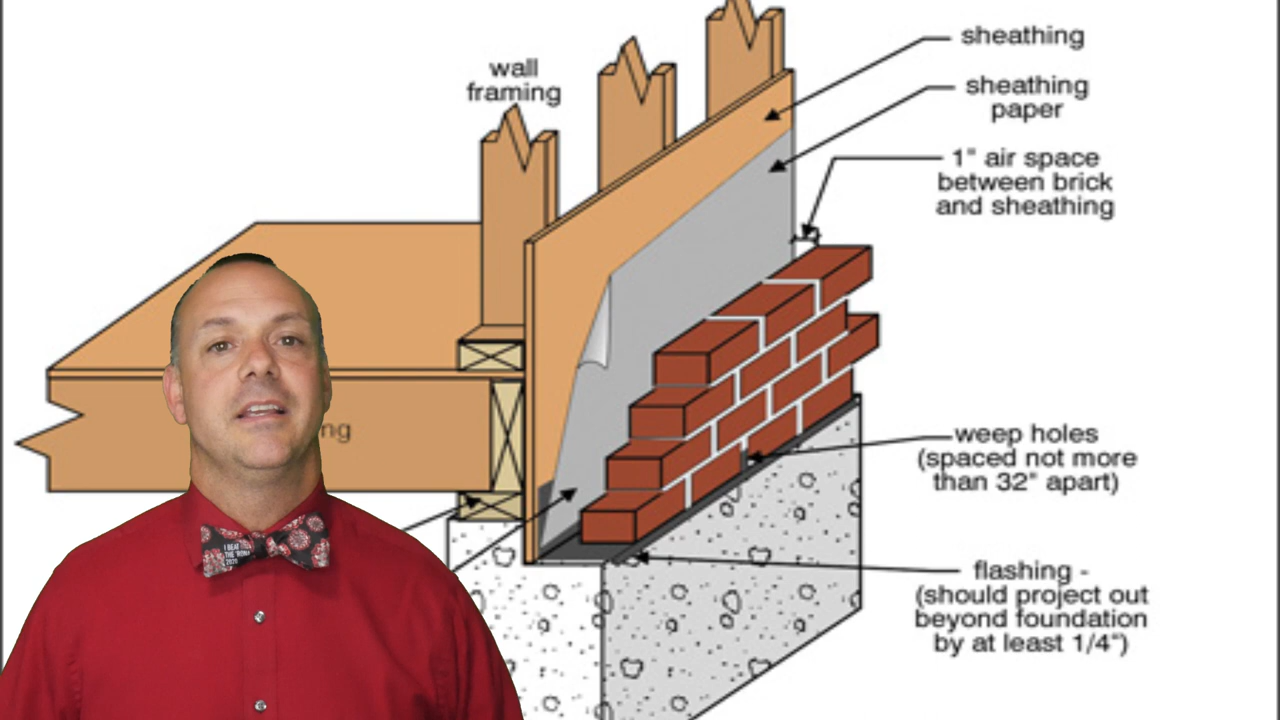 sheathing
wall
framing
sheathing
paper
1" air space
between brick
and sheathing
ng
weep holes
(spaced not more
than 32" apart)
I BEAT
flashing -
(should project out
beyond foundation
by at least 1/4")